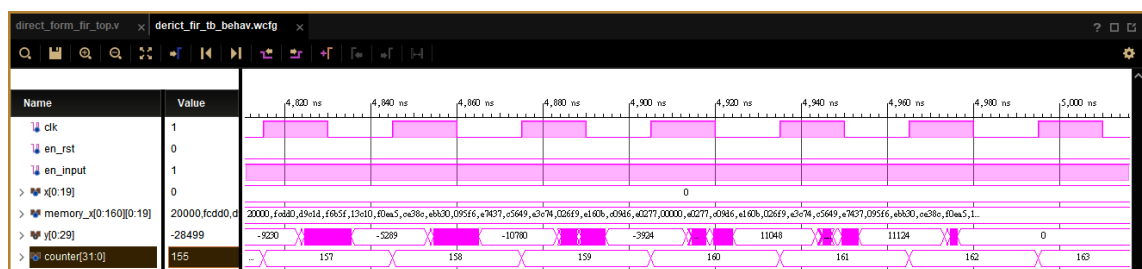 direct_form_fir_top.v × derict_fir_tb_behav.wcfg ×
Name Value 4,820 ns 4,840 ns 4,860 ns 4,880 ns 4,900 ns 4,920 ns 4,940 ns 4,960 ns 4,980 ns 5,000 ns
clk 1
en_rst 0
en_input 1
x[0:19] 0 0
memory_x[0:160][0:19] 20000,fcdd0,d
y[0:29] -28499 -9230 -5289 -10780 -3924 11048 11124 0
counter[31:0] 155 ... 157 158 159 160 161 162 163